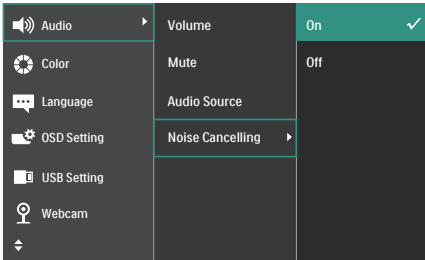 Audio
Color
Language
OSD Setting
USB Setting
Webcam
Volume
Mute
Audio Source
Noise Cancelling
On
Off